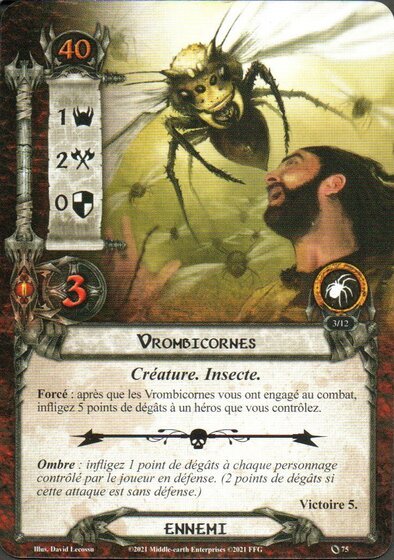 40
1
2
0
3
3/12
Vrombicornes
Créature. Insecte.
Forcé : après que les Vrombicornes vous ont engagé au combat,
infligez 5 points de dégâts à un héros que vous contrôlez.
Ombre : infligez 1 point de dégâts à chaque personnage
contrôlé par le joueur en défense. (2 points de dégâts si
cette attaque est sans défense.)
Victoire 5.
ENNEMI
Illus. David Lecossu ©2021 Middle-earth Enterprises ©2021 FFG 75